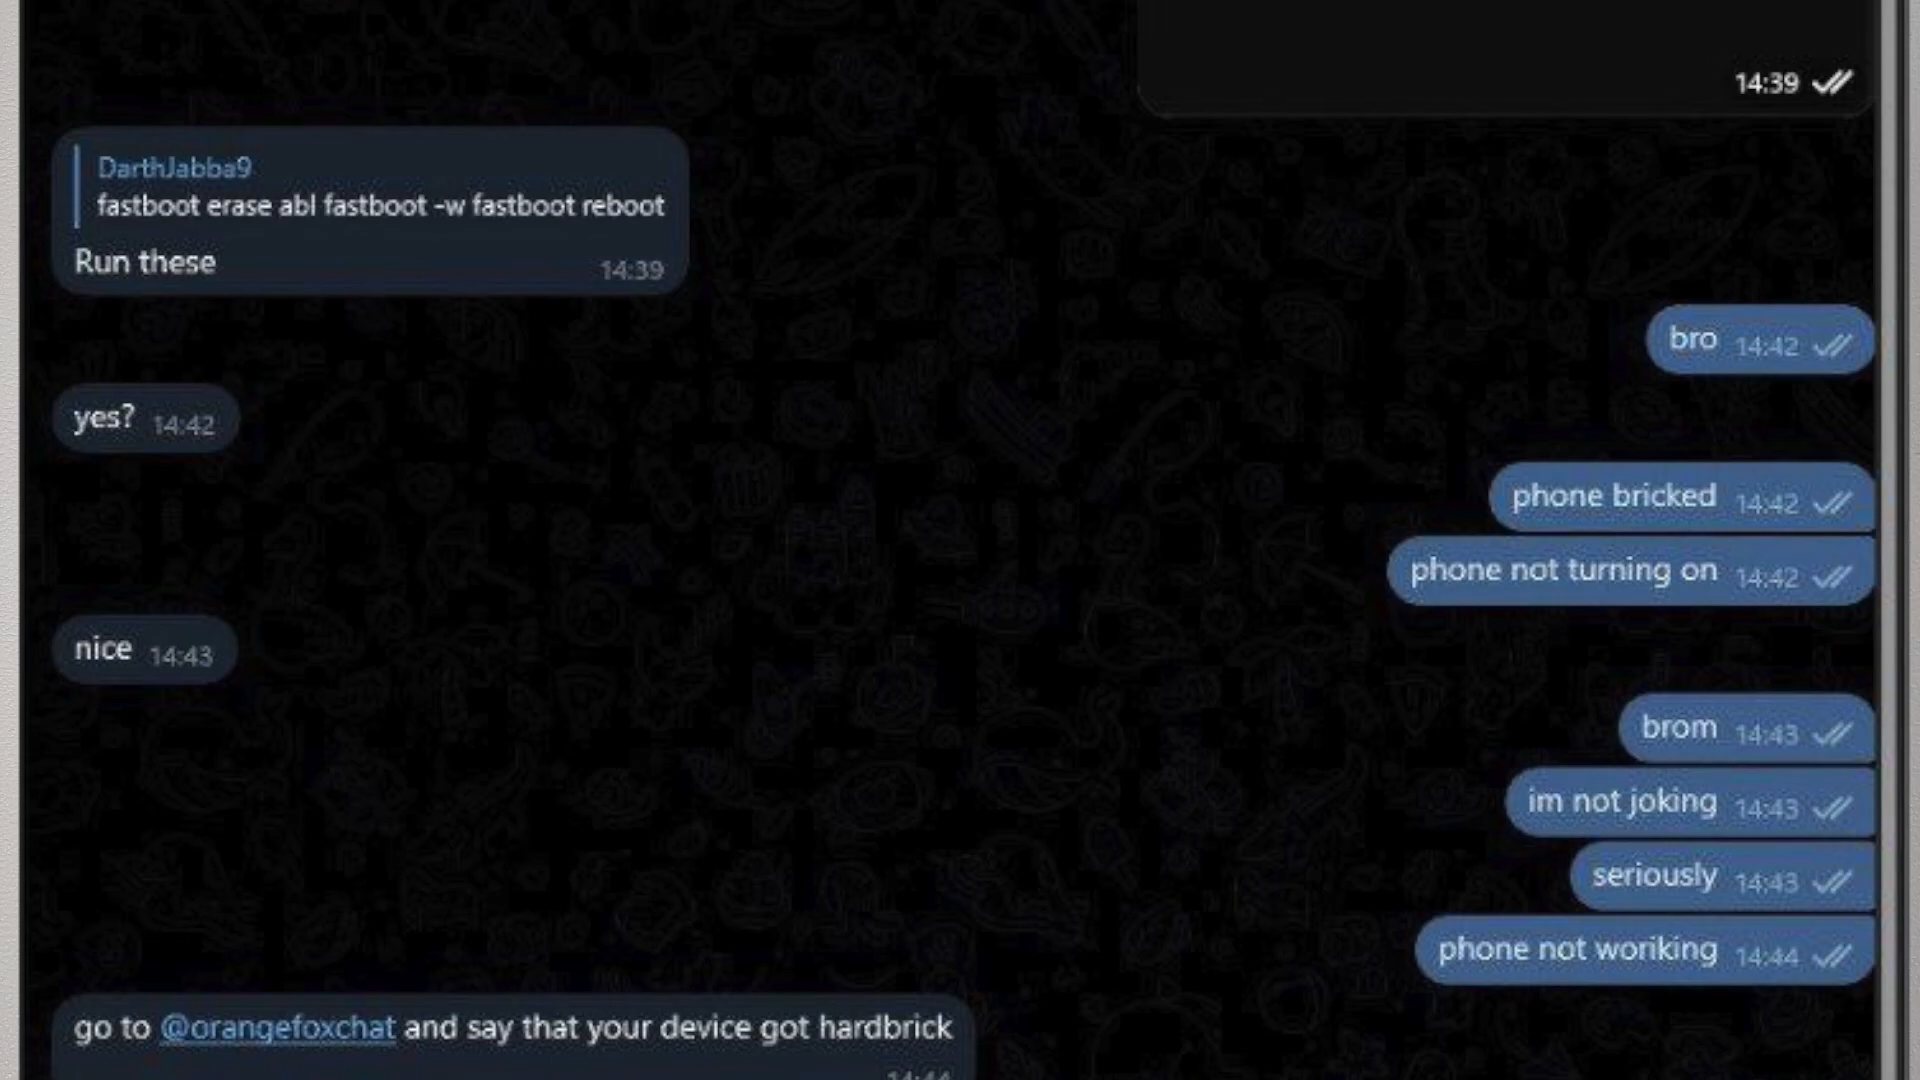 14:39
DarthJabba9
fastboot erase abl fastboot -w fastboot reboot
Run these 14:39
bro 14:42
yes? 14:42
phone bricked 14:42
phone not turning on 14:42
nice 14:43
brom 14:43
im not joking 14:43
seriously 14:43
phone not woriking 14:44
go to @orangefoxchat and say that your device got hardbrick
14:44